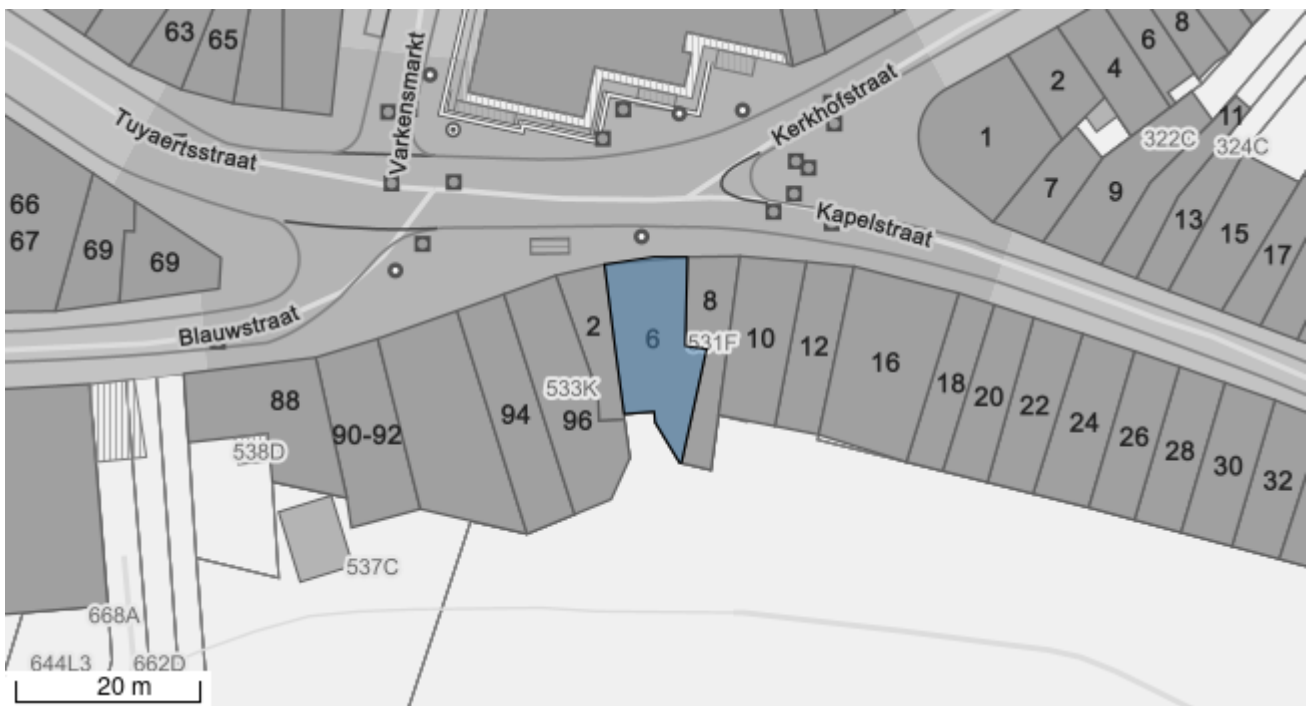 63
65
8
6
4
2
Varkensmarkt
Kerkhofstraat
Tuyaertsstraat
11
1
322C
324C
7
9
66
69
67
69
13
15
17
Kapelstraat
Blauwstraat
2
6
8
531F
10
12
16
18
20
22
24
26
28
30
32
533K
88
90-92
94
96
538D
537C
668A
644L3
662D
20 m